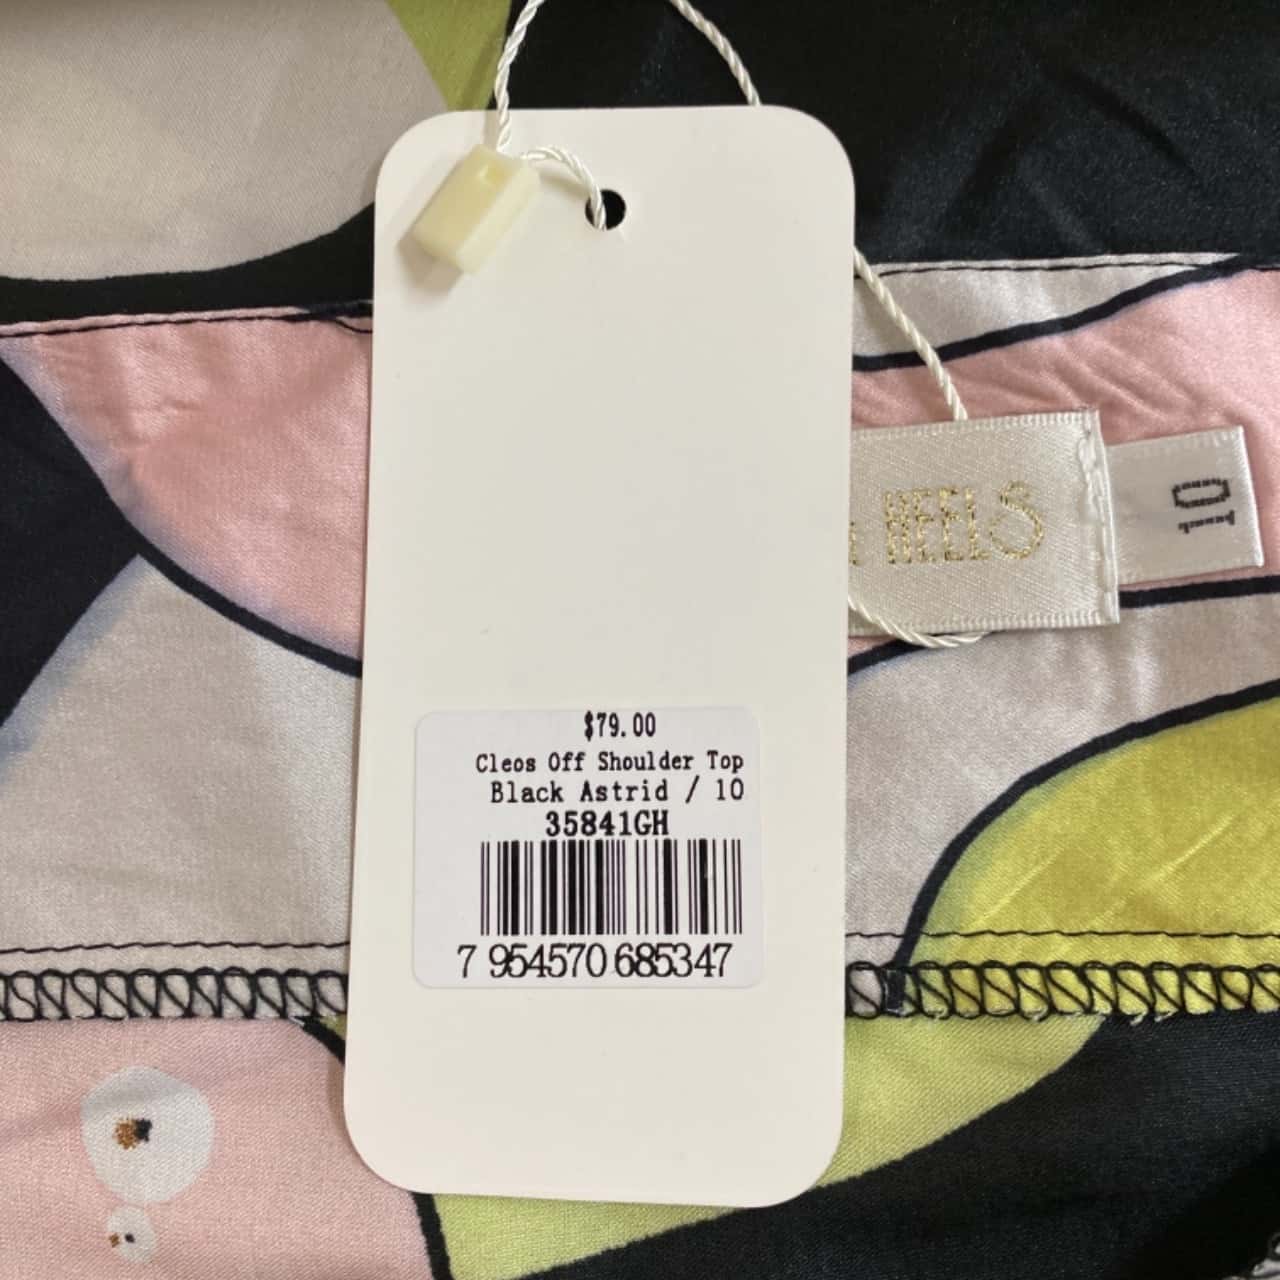 HEELS
10
$79.00
Cleos Off Shoulder Top
Black Astrid / 10
35841GH
7 954570 685347